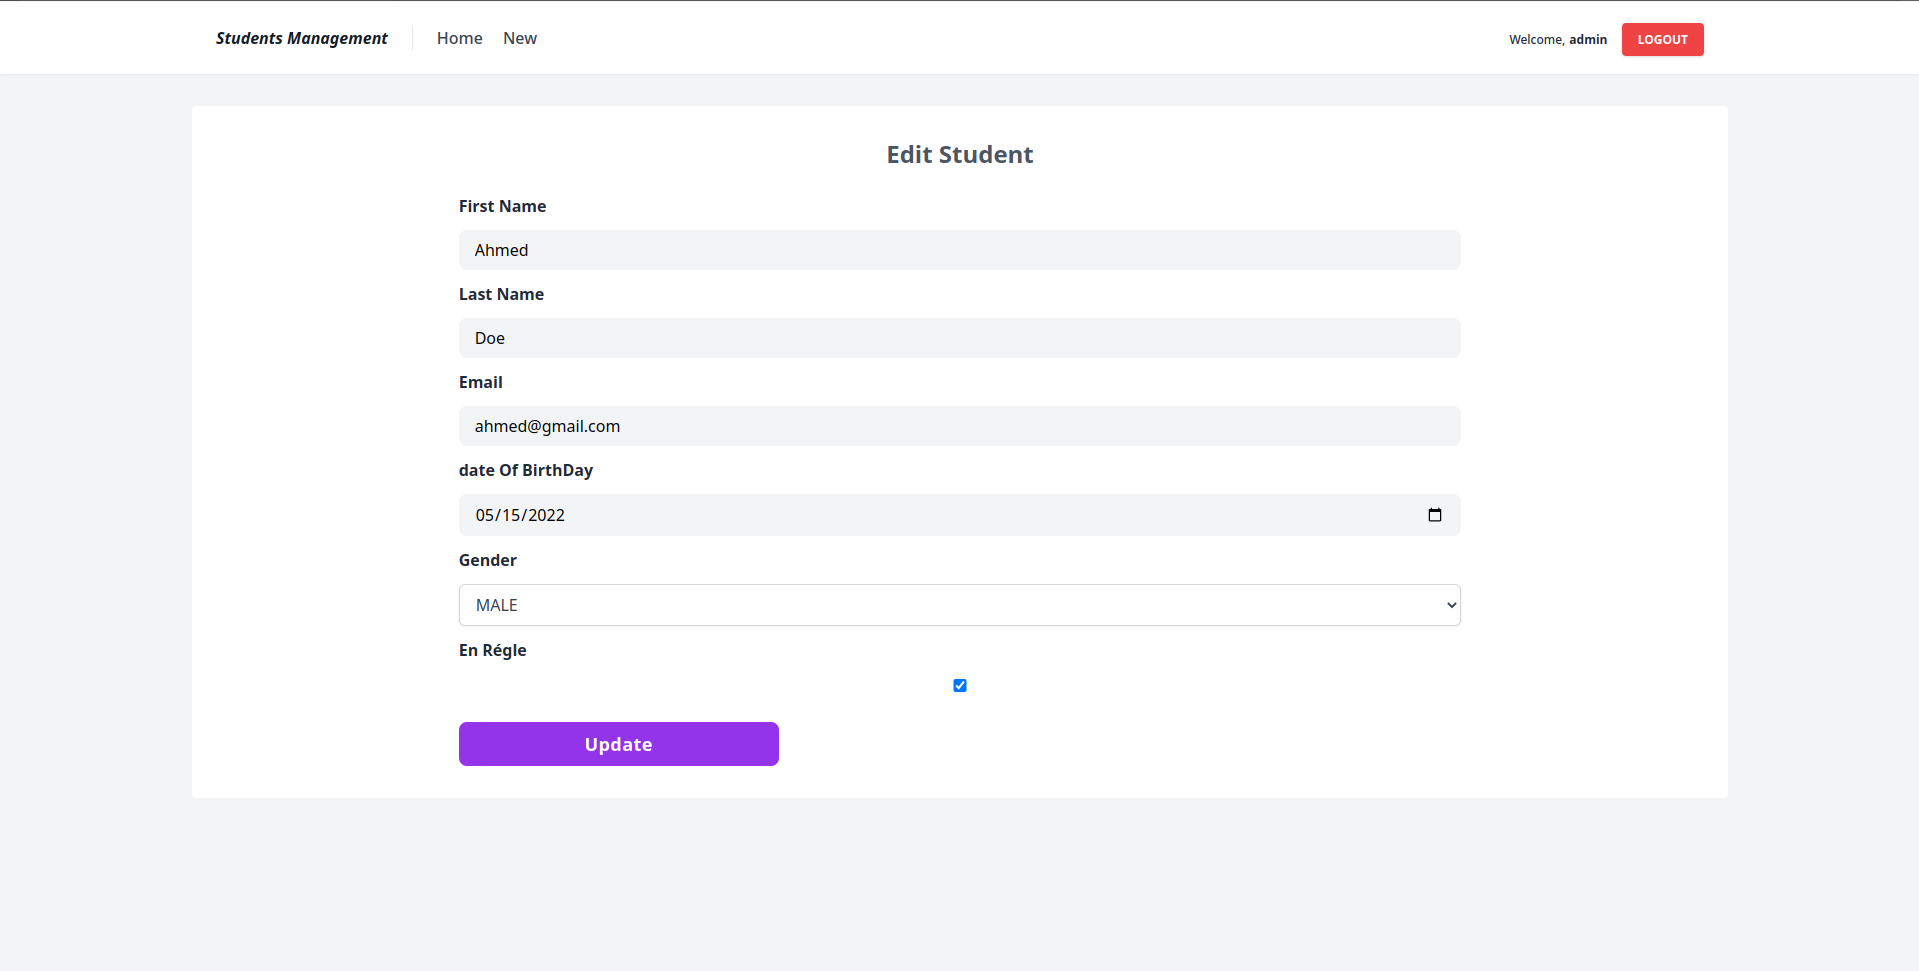 Students Management Home New Welcome, admin LOGOUT
Edit Student
First Name
Ahmed
Last Name
Doe
Email
ahmed@gmail.com
date Of BirthDay
05/15/2022
Gender
MALE
En Régle
Update